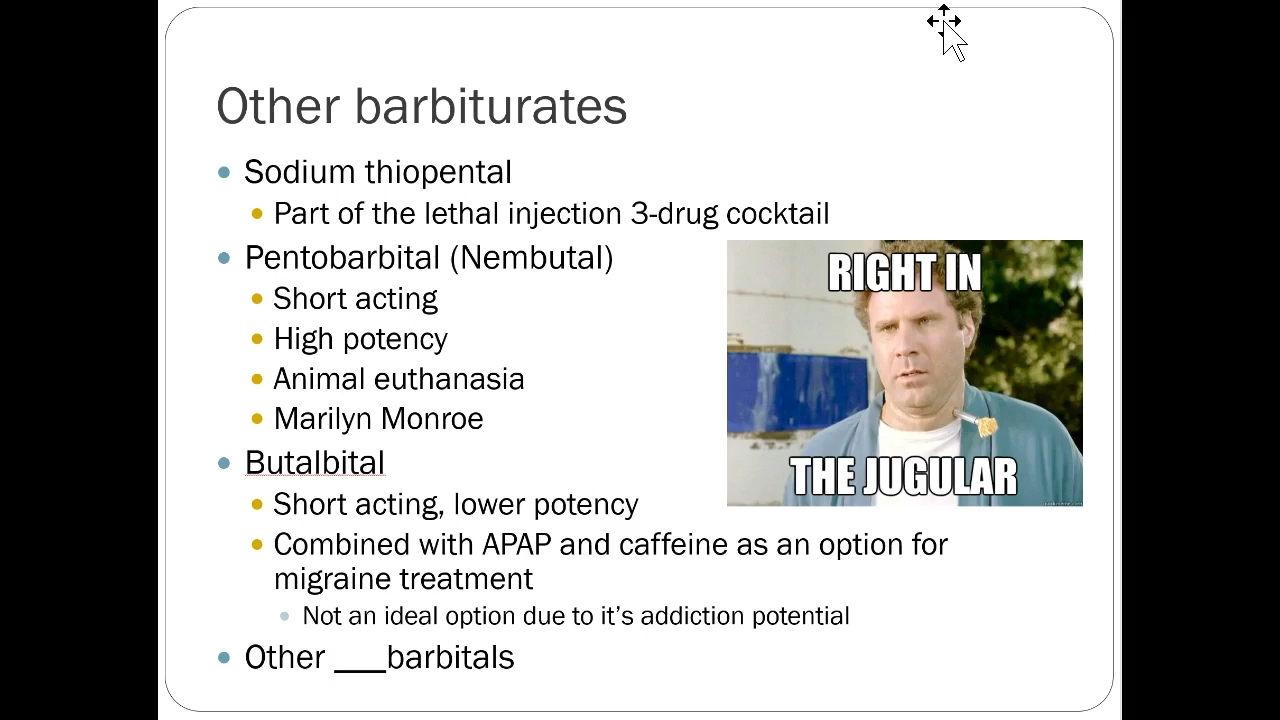 Other barbiturates
Sodium thiopental
Part of the lethal injection 3-drug cocktail
Pentobarbital (Nembutal)
Short acting
High potency
Animal euthanasia
Marilyn Monroe
RIGHT IN
THE JUGULAR
Butalbital
Short acting, lower potency
Combined with APAP and caffeine as an option for
migraine treatment
Not an ideal option due to it's addiction potential
Other ___barbitals